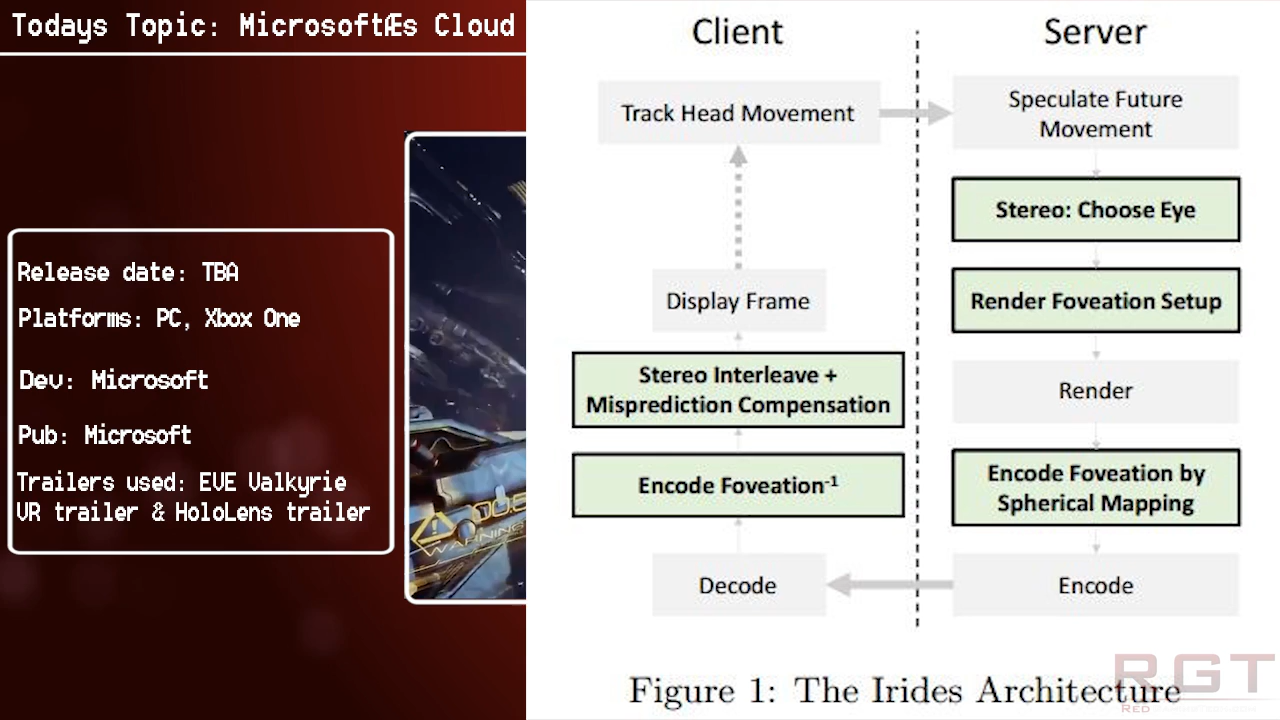 Todays Topic: MicrosoftÆs Cloud
Release date: TBA
Platforms: PC, Xbox One
Dev: Microsoft
Pub: Microsoft
Trailers used: EVE Valkyrie
VR trailer & HoloLens trailer
WARNING
Client
Server
Track Head Movement
Speculate Future
Movement
Stereo: Choose Eye
Display Frame
Render Foveation Setup
Stereo Interleave +
Misprediction Compensation
Render
Encode Foveation⁻¹
Encode Foveation by
Spherical Mapping
Decode
Encode
Figure 1: The Irides Architecture
RGT
RED